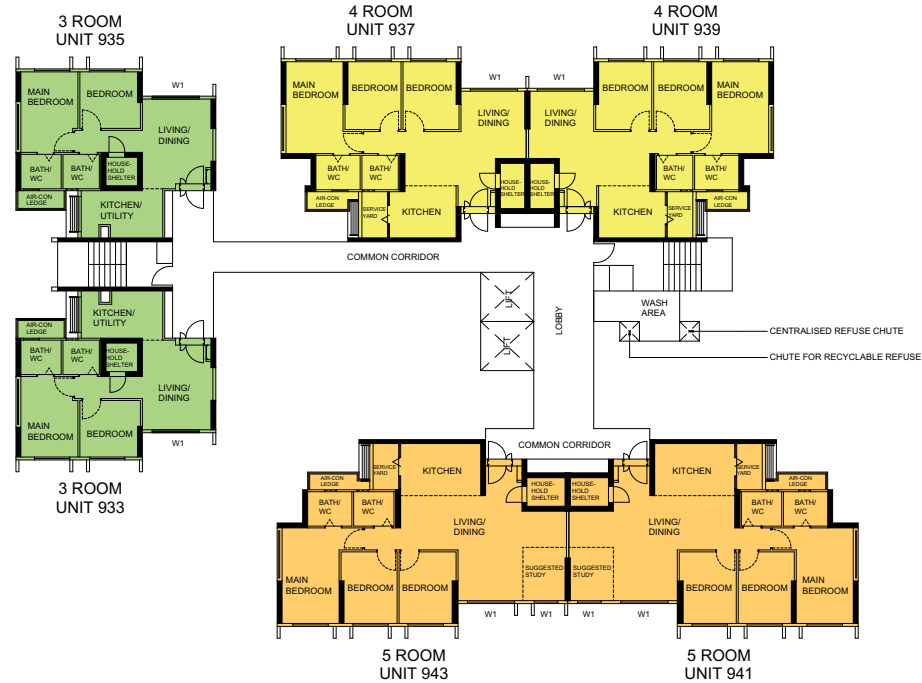 3 ROOM
UNIT 935
4 ROOM
UNIT 937
4 ROOM
UNIT 939
W1
MAIN
BEDROOM
BEDROOM
LIVING/
DINING
BATH/
WC
BATH/
WC
HOUSE-
HOLD
SHELTER
AIR-CON
LEDGE
KITCHEN/
UTILITY
W1
MAIN
BEDROOM
BEDROOM
BEDROOM
LIVING/
DINING
BATH/
WC
BATH/
WC
HOUSE-
HOLD
SHELTER
AIR-CON
LEDGE
SERVICE
YARD
KITCHEN
W1
LIVING/
DINING
BEDROOM
BEDROOM
MAIN
BEDROOM
HOUSE-
HOLD
SHELTER
BATH/
WC
BATH/
WC
KITCHEN
SERVICE
YARD
AIR-CON
LEDGE
COMMON CORRIDOR
LIFT
LIFT
LOBBY
WASH
AREA
CENTRALISED REFUSE CHUTE
CHUTE FOR RECYCLABLE REFUSE
KITCHEN/
UTILITY
AIR-CON
LEDGE
BATH/
WC
BATH/
WC
HOUSE-
HOLD
SHELTER
LIVING/
DINING
MAIN
BEDROOM
BEDROOM
W1
3 ROOM
UNIT 933
COMMON CORRIDOR
SERVICE
YARD
KITCHEN
AIR-CON
LEDGE
HOUSE-
HOLD
SHELTER
BATH/
WC
BATH/
WC
LIVING/
DINING
MAIN
BEDROOM
BEDROOM
BEDROOM
SUGGESTED
STUDY
W1
W1
KITCHEN
SERVICE
YARD
AIR-CON
LEDGE
HOUSE-
HOLD
SHELTER
BATH/
WC
BATH/
WC
LIVING/
DINING
SUGGESTED
STUDY
BEDROOM
BEDROOM
MAIN
BEDROOM
W1
W1
5 ROOM
UNIT 943
5 ROOM
UNIT 941